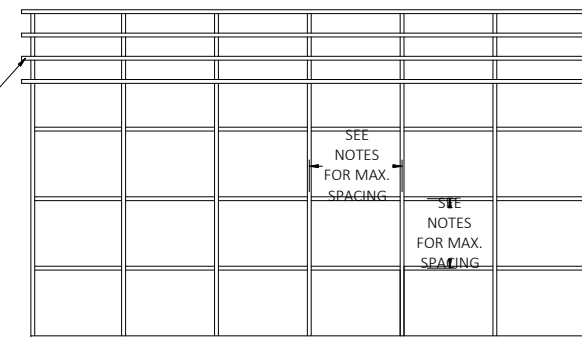 SEE
NOTES
FOR MAX.
SPACING
SEE
NOTES
FOR MAX.
SPACING